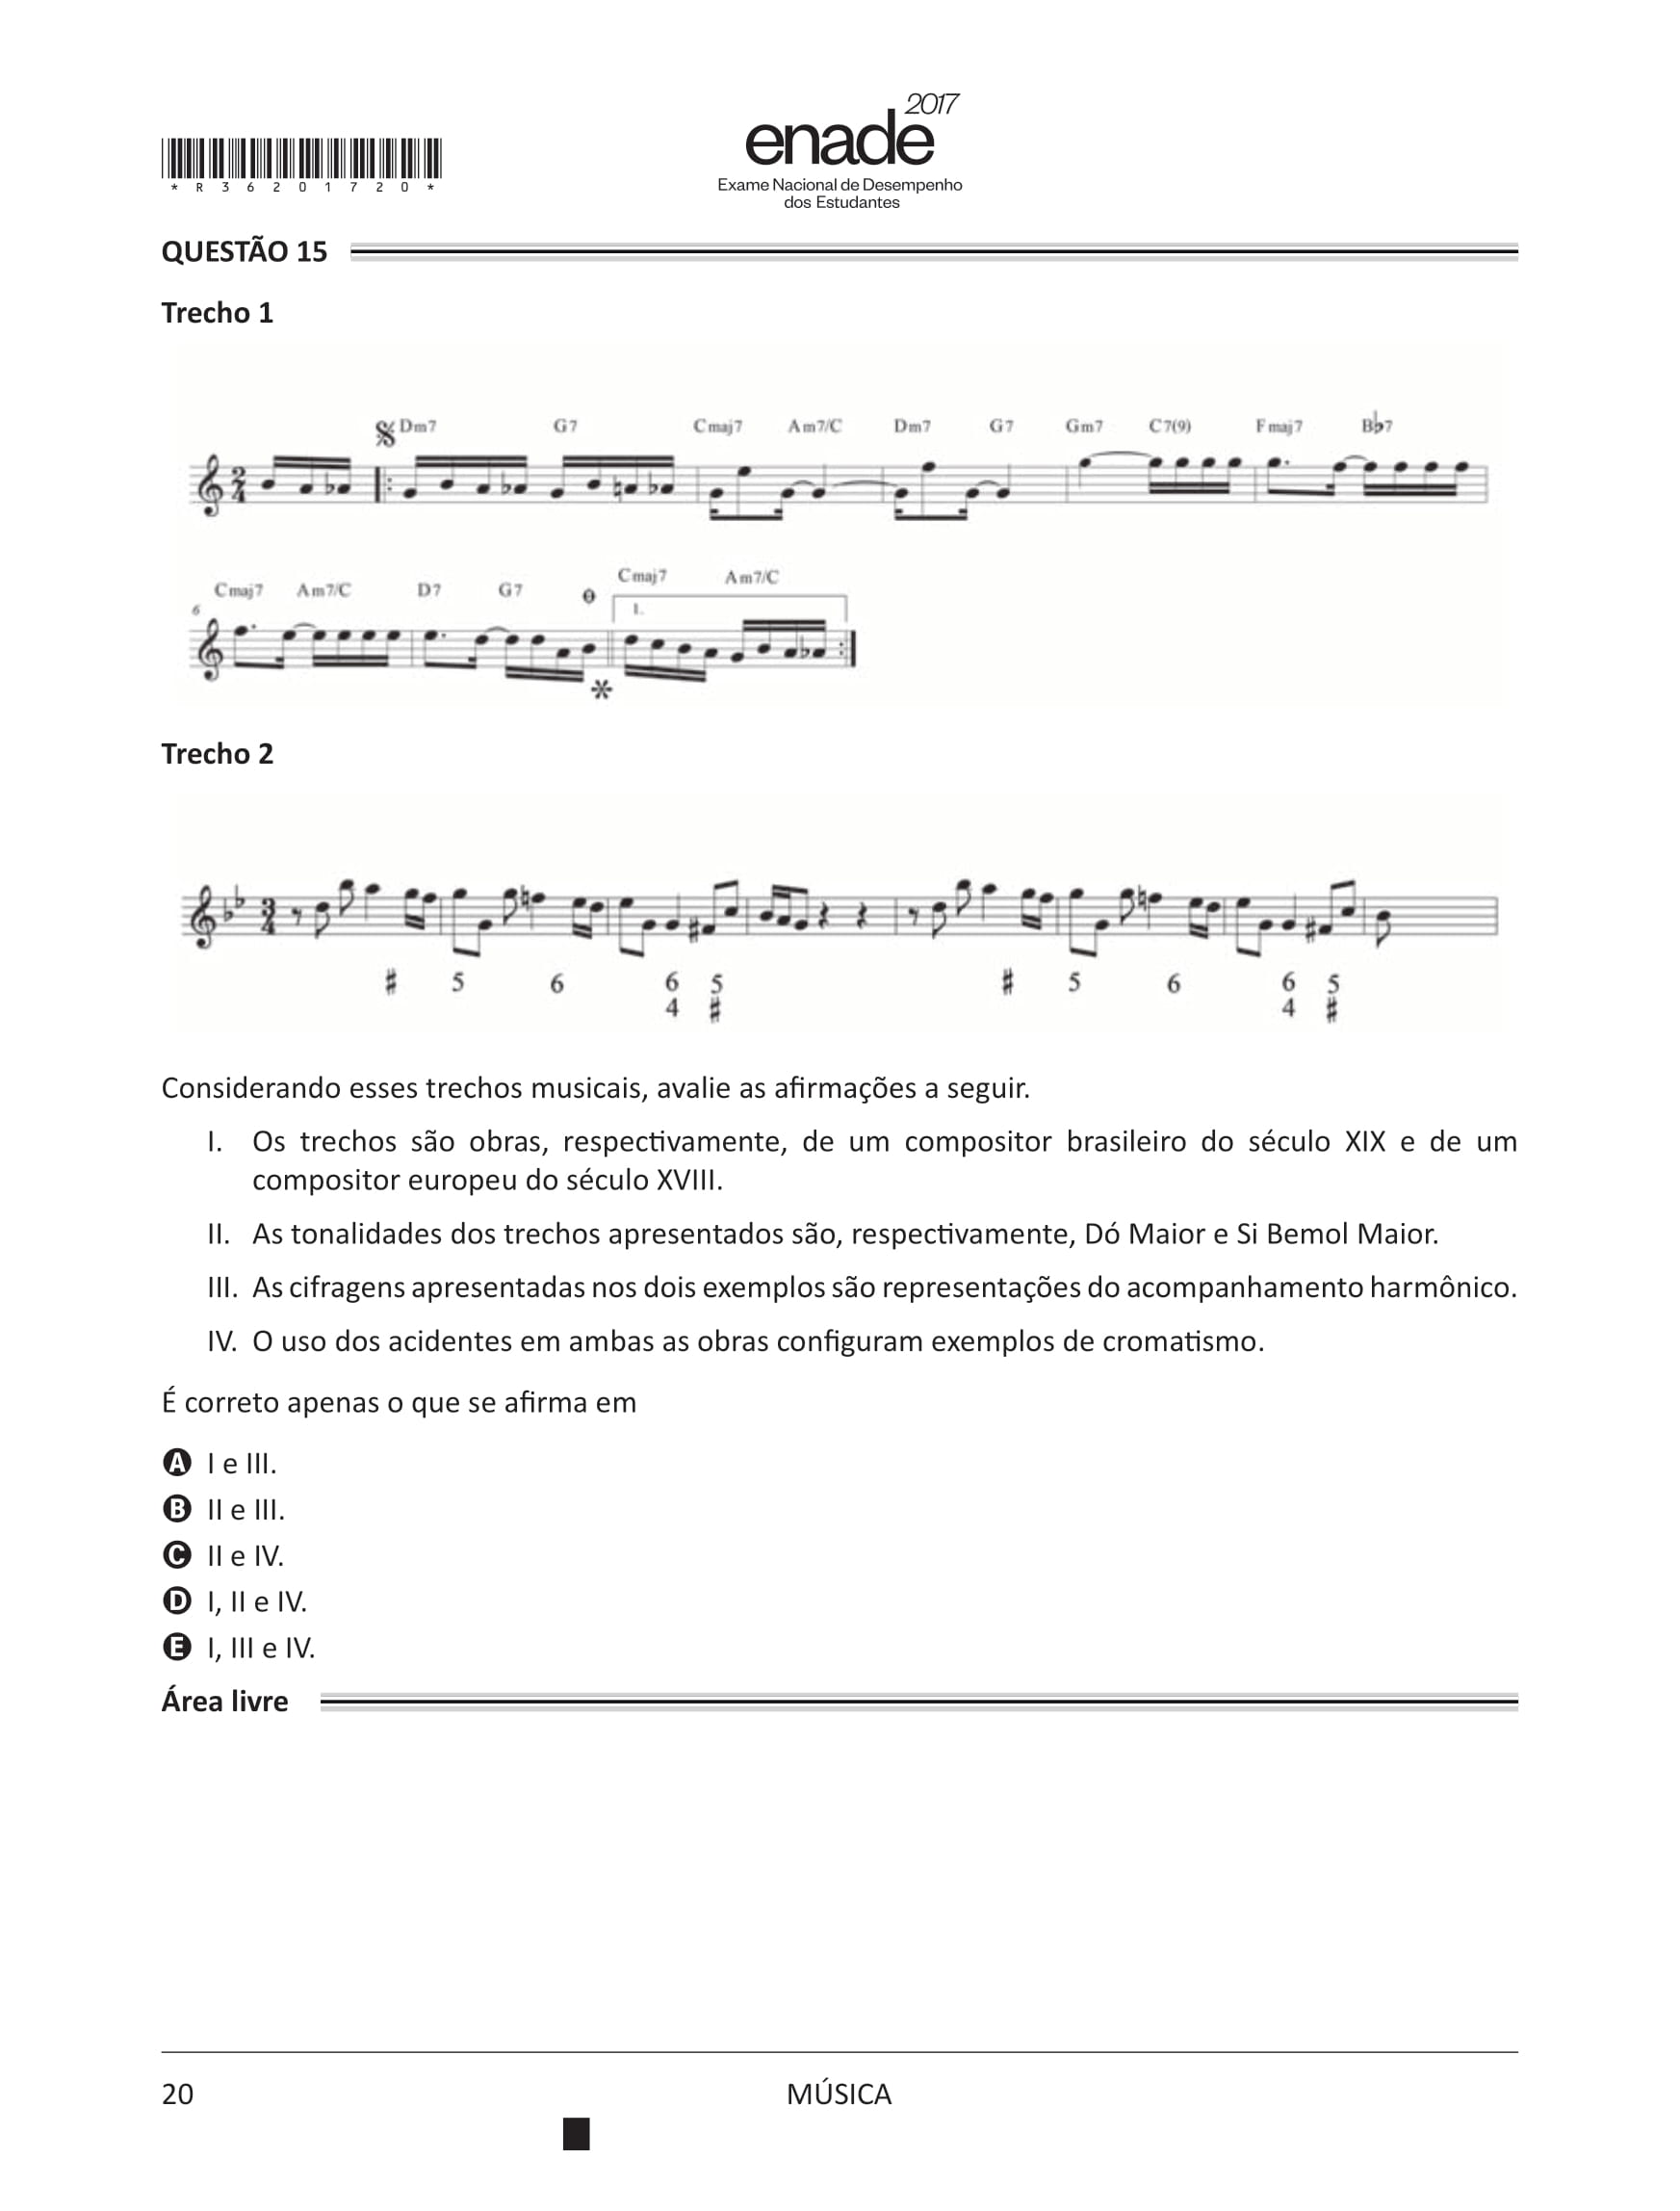 2017
enade
Exame Nacional de Desempenho
dos Estudantes
*R36201720*
QUESTÃO 15
Trecho 1
Dm7 G7 Cmaj7 Am7/C Dm7 G7 Gm7 C7(9) Fmaj7 B♭7
2
4
Cmaj7 Am7/C D7 G7 Cmaj7 Am7/C
6 1.
*
Trecho 2
3
4
♯ 5 6 6 5 ♯ 5 6 6 5
4 ♯ 4 ♯
Considerando esses trechos musicais, avalie as afirmações a seguir.
I. Os trechos são obras, respectivamente, de um compositor brasileiro do século XIX e de um
compositor europeu do século XVIII.
II. As tonalidades dos trechos apresentados são, respectivamente, Dó Maior e Si Bemol Maior.
III. As cifragens apresentadas nos dois exemplos são representações do acompanhamento harmônico.
IV. O uso dos acidentes em ambas as obras configuram exemplos de cromatismo.
É correto apenas o que se afirma em
A I e III.
B II e III.
C II e IV.
D I, II e IV.
E I, III e IV.
Área livre
20 MÚSICA